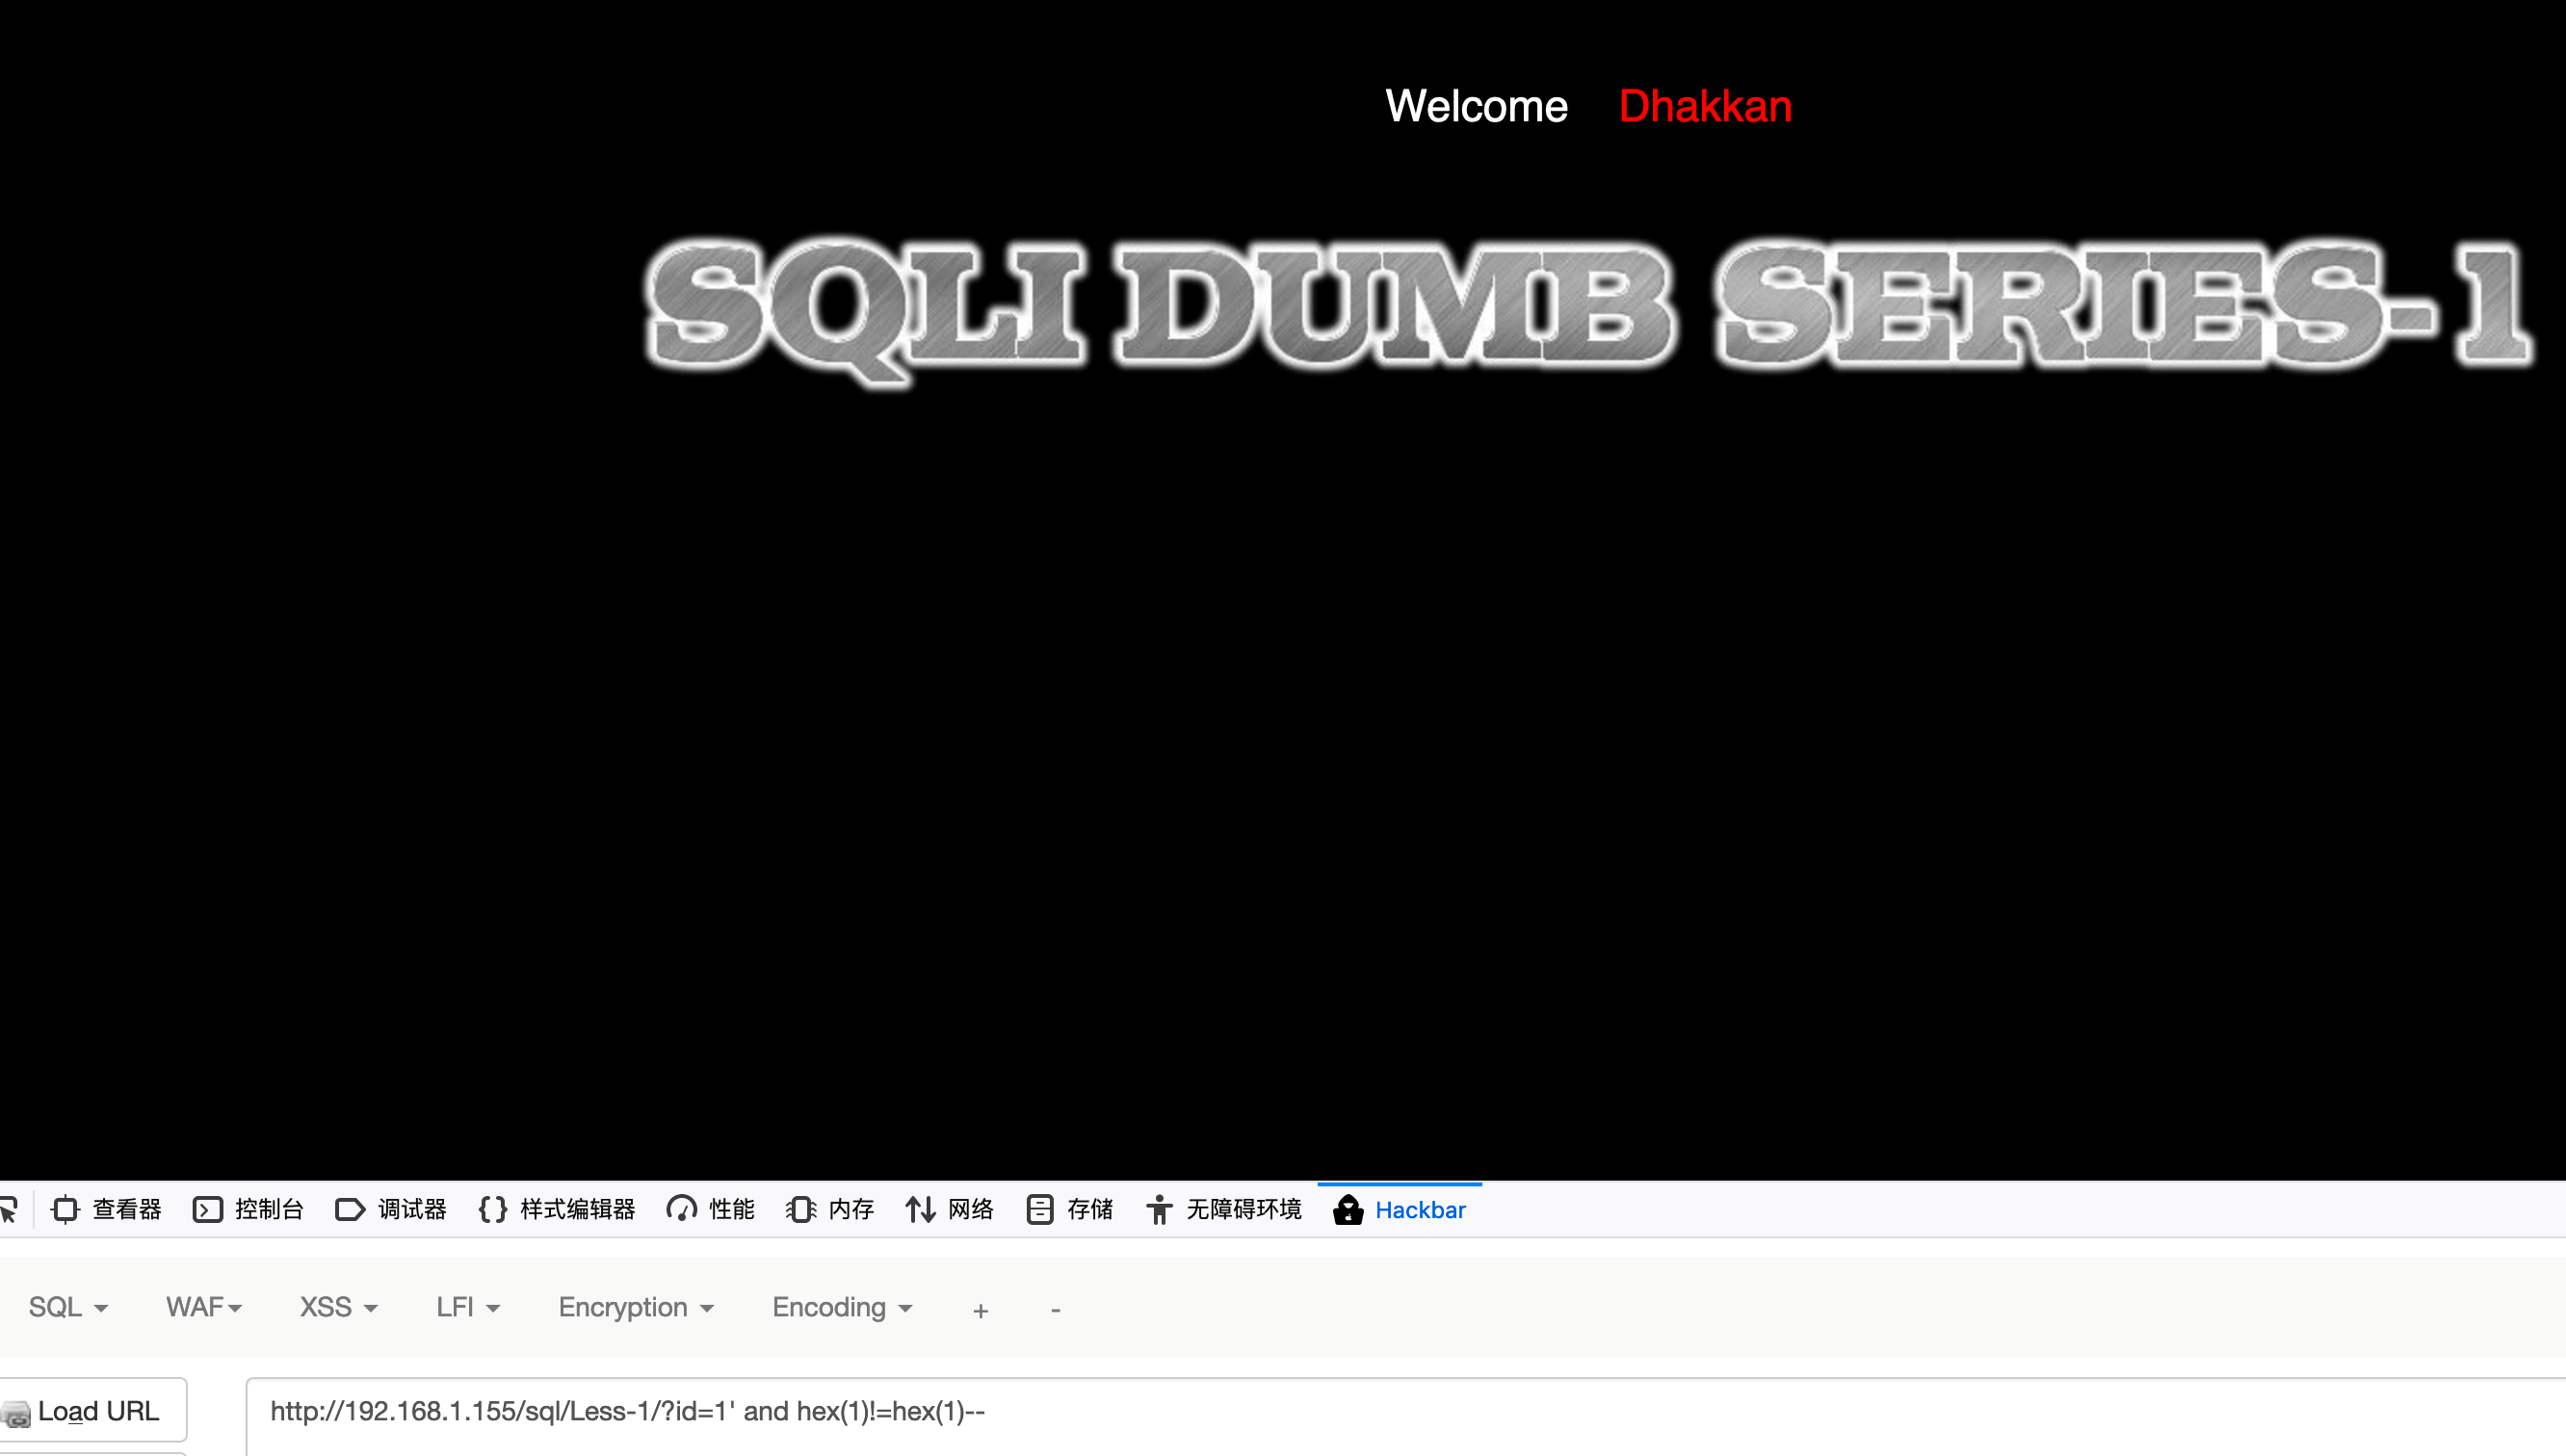 Welcome Dhakkan
SQLI DUMB SERIES-1
查看器 控制台 调试器 样式编辑器 性能 内存 网络 存储 无障碍环境 Hackbar
SQL WAF XSS LFI Encryption Encoding + -
Load URL http://192.168.1.155/sql/Less-1/?id=1' and hex(1)!=hex(1)--